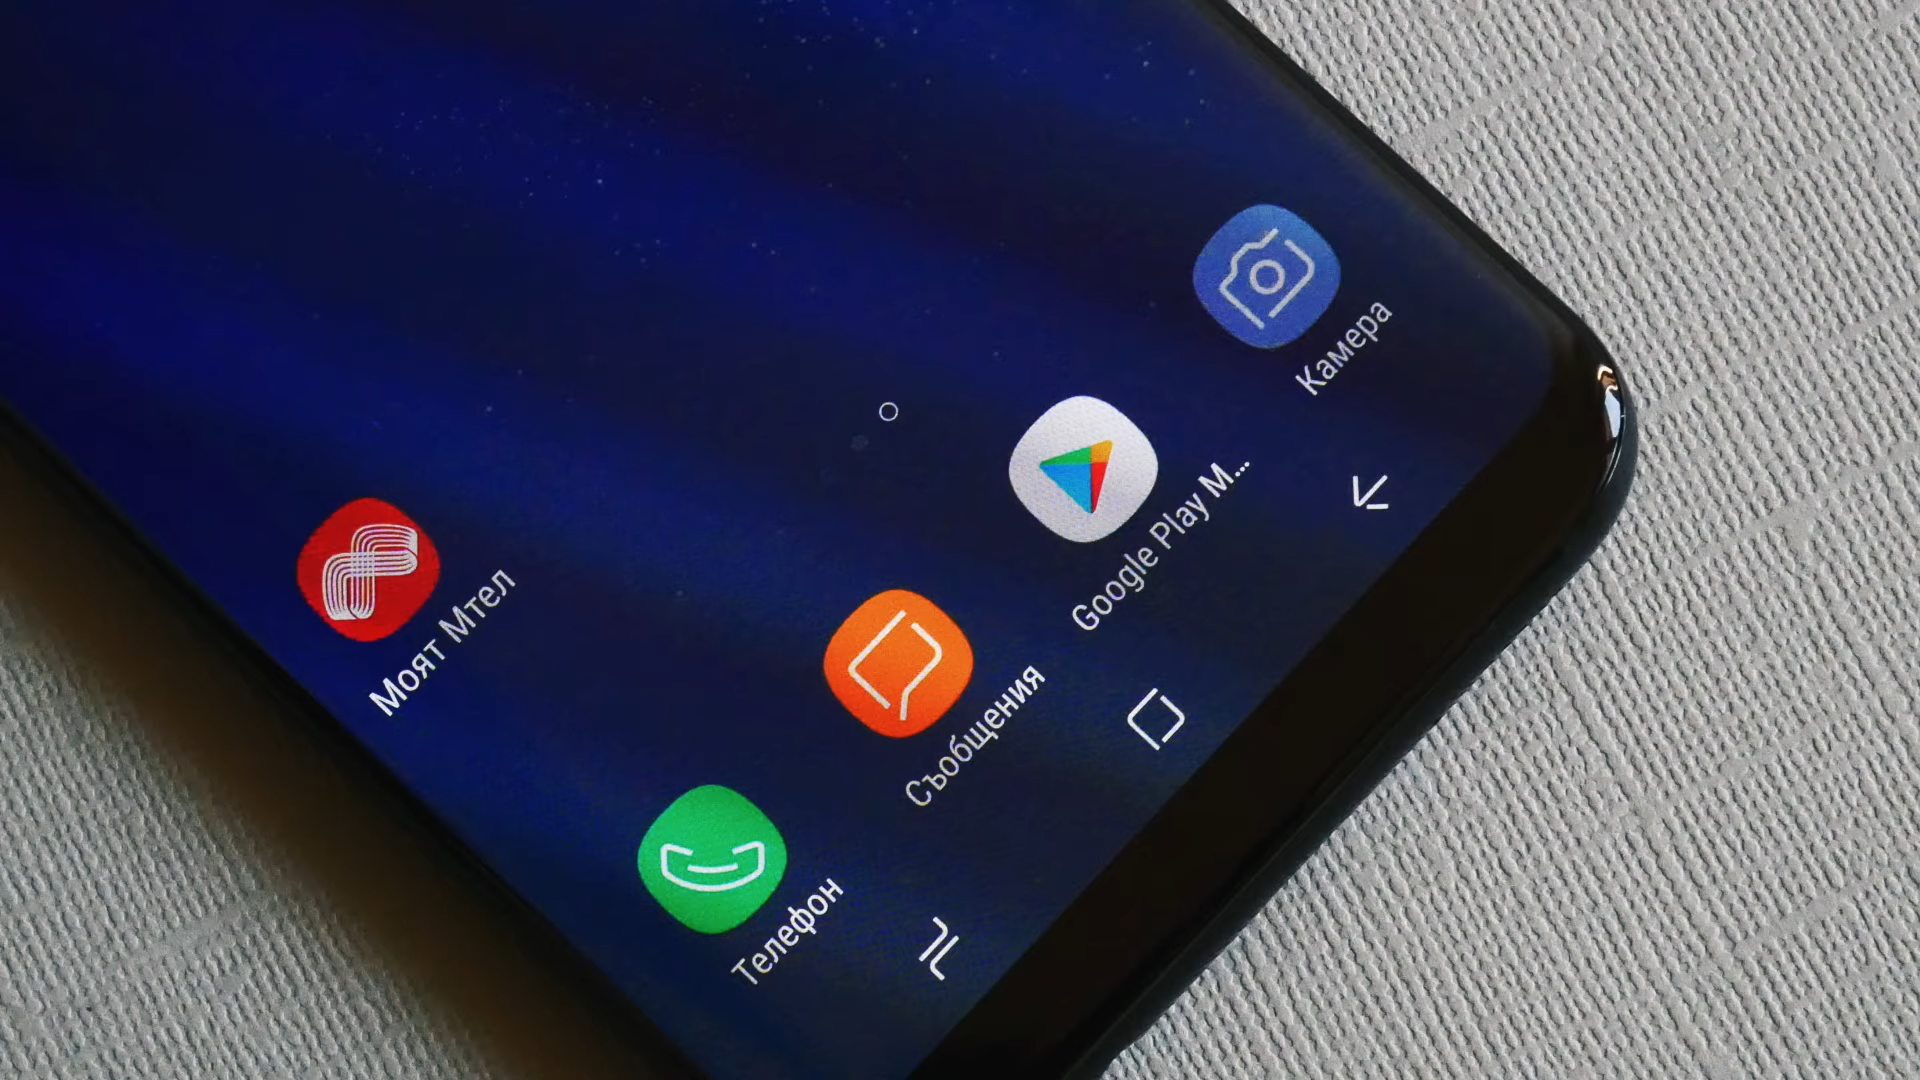 Моят Мтел
Телефон
Съобщения
Google Play М...
Камера